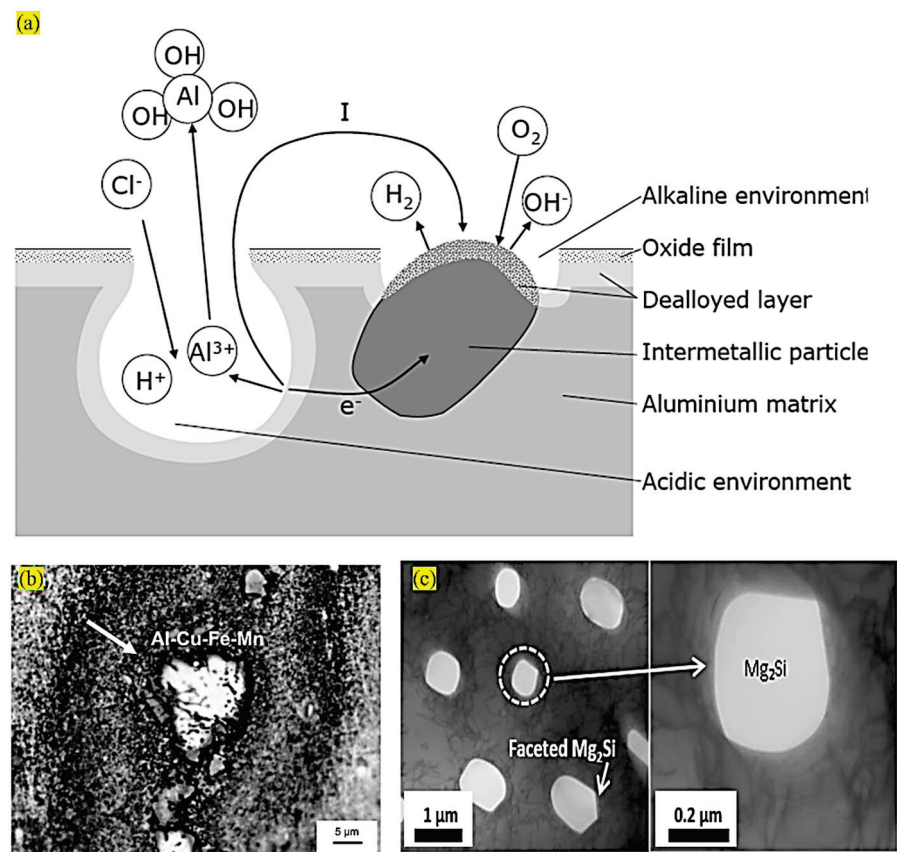 (a)
OH
Al
OH
OH
Cl-
I
O₂
H₂
OH-
Alkaline environment
Oxide film
Dealloyed layer
Intermetallic particle
Aluminium matrix
Acidic environment
Al³⁺
H⁺
e-
(b)
Al-Cu-Fe-Mn
5 µm
(c)
Mg₂Si
Faceted Mg₂Si
1 µm
0.2 µm